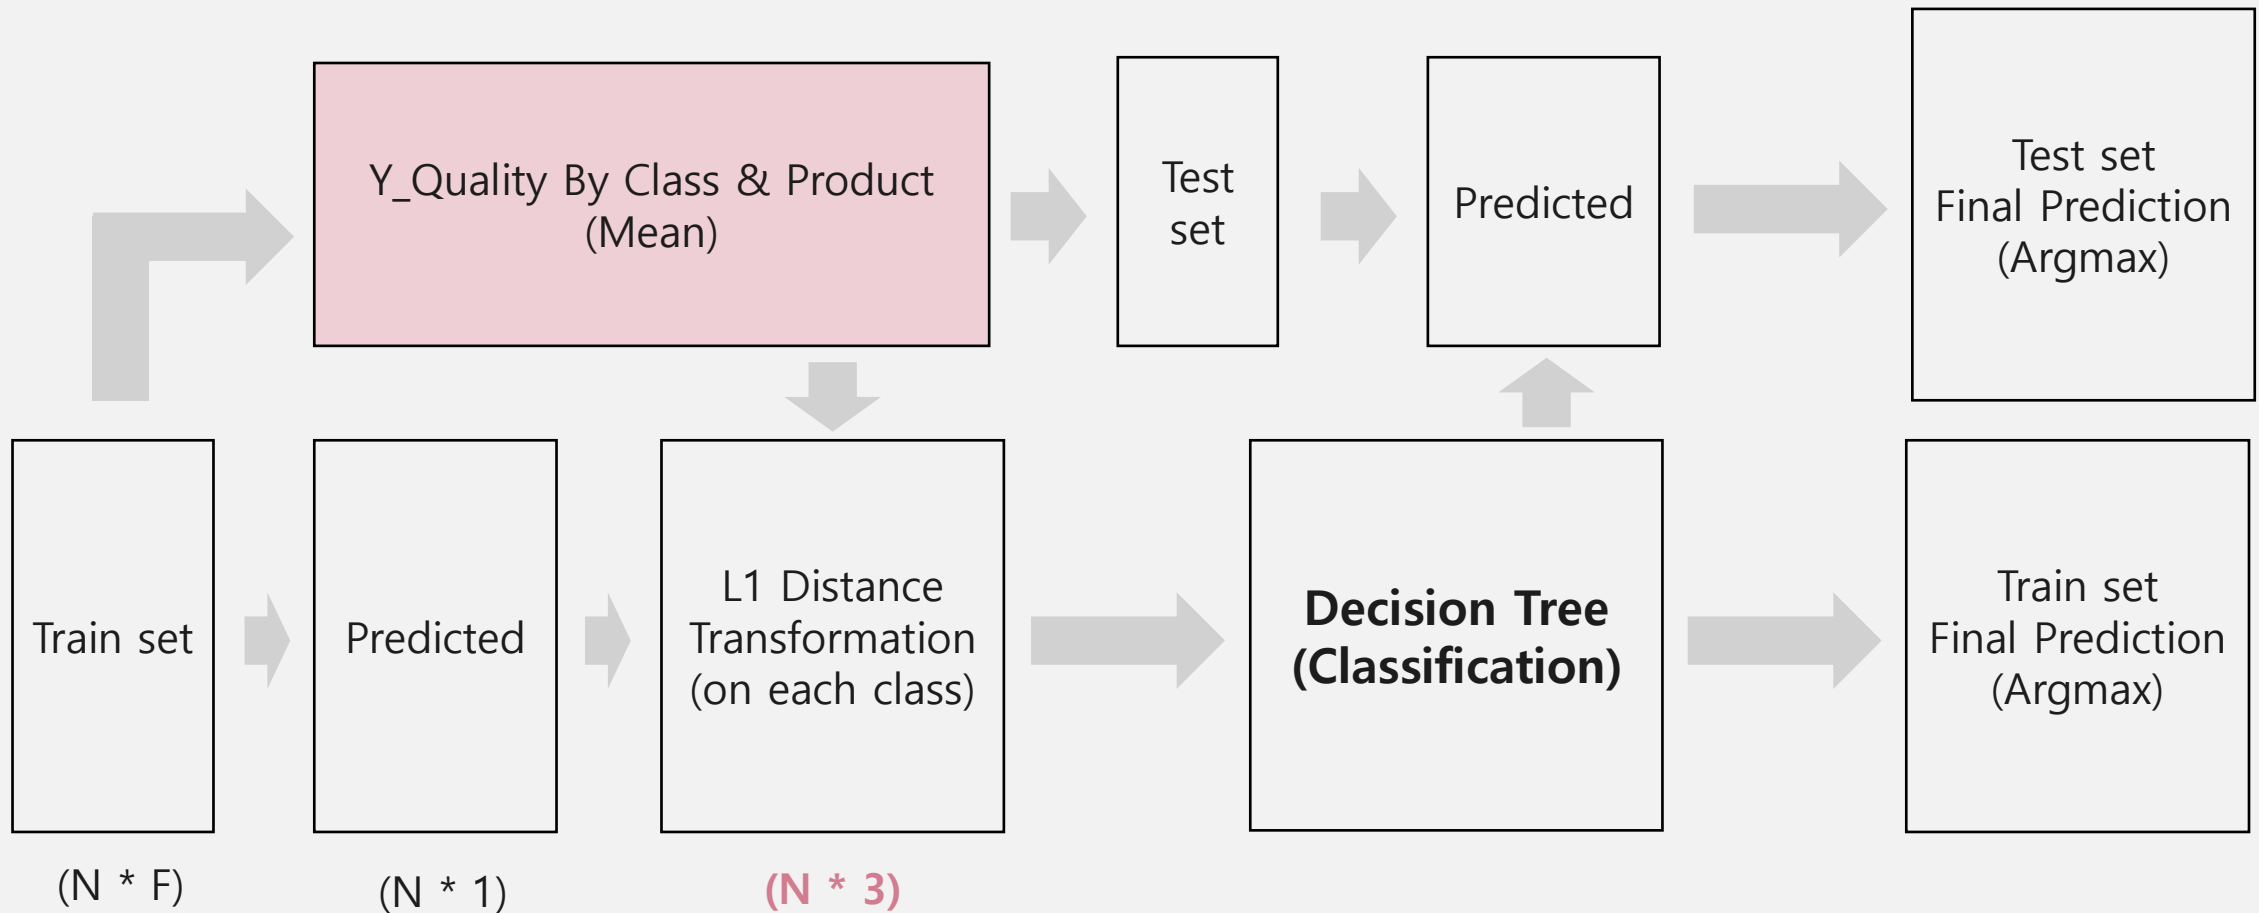 Y_Quality By Class & Product
(Mean)
Test
set
Predicted
Test set
Final Prediction
(Argmax)
Train set
Predicted
L1 Distance
Transformation
(on each class)
Decision Tree
(Classification)
Train set
Final Prediction
(Argmax)
(N * F)
(N * 1)
(N * 3)